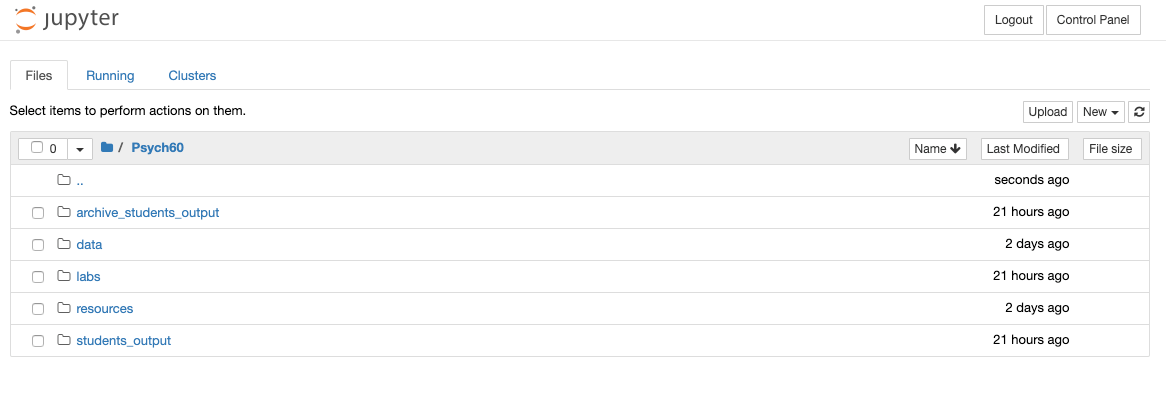 jupyter Logout Control Panel
Files Running Clusters
Select items to perform actions on them. Upload New
0 / Psych60 Name Last Modified File size
.. seconds ago
archive_students_output 21 hours ago
data 2 days ago
labs 21 hours ago
resources 2 days ago
students_output 21 hours ago